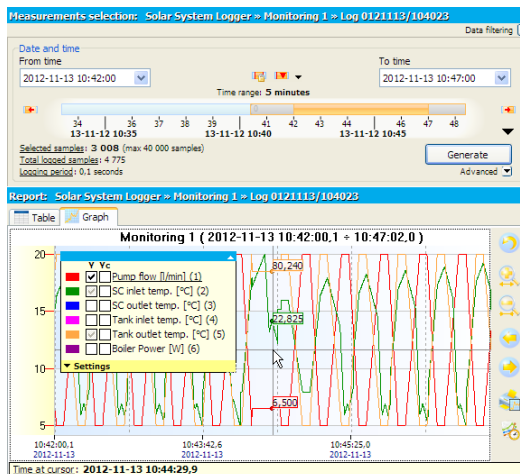 Measurements selection: Solar System Logger » Monitoring 1 » Log 0121113/104023
Data filtering
Date and time
From time
To time
2012-11-13 10:42:00
2012-11-13 10:47:00
Time range: 5 minutes
34 36 37 38 39 41 42 43 44 46 47 48
13-11-12 10:35 13-11-12 10:40 13-11-12 10:45
Selected samples: 3 008 (max 40 000 samples)
Total logged samples: 4 775
Logging period: 0,1 seconds
Generate
Advanced
Report: Solar System Logger » Monitoring 1 » Log 0121113/104023
Table Graph
Monitoring 1 ( 2012-11-13 10:42:00,1 ÷ 10:47:02,0 )
20
15
10
5
V Vc
Pump flow [l/min] (1)
SC inlet temp. [ºC] (2)
SC outlet temp. [ºC] (3)
Tank inlet temp. [ºC] (4)
Tank outlet temp. [ºC] (5)
Boiler Power [W] (6)
Settings
80,240
22,825
6,500
10:42:00.1 10:43:42.6 10:45:25.0
2012-11-13 2012-11-13 2012-11-13
Time at cursor: 2012-11-13 10:44:29,9